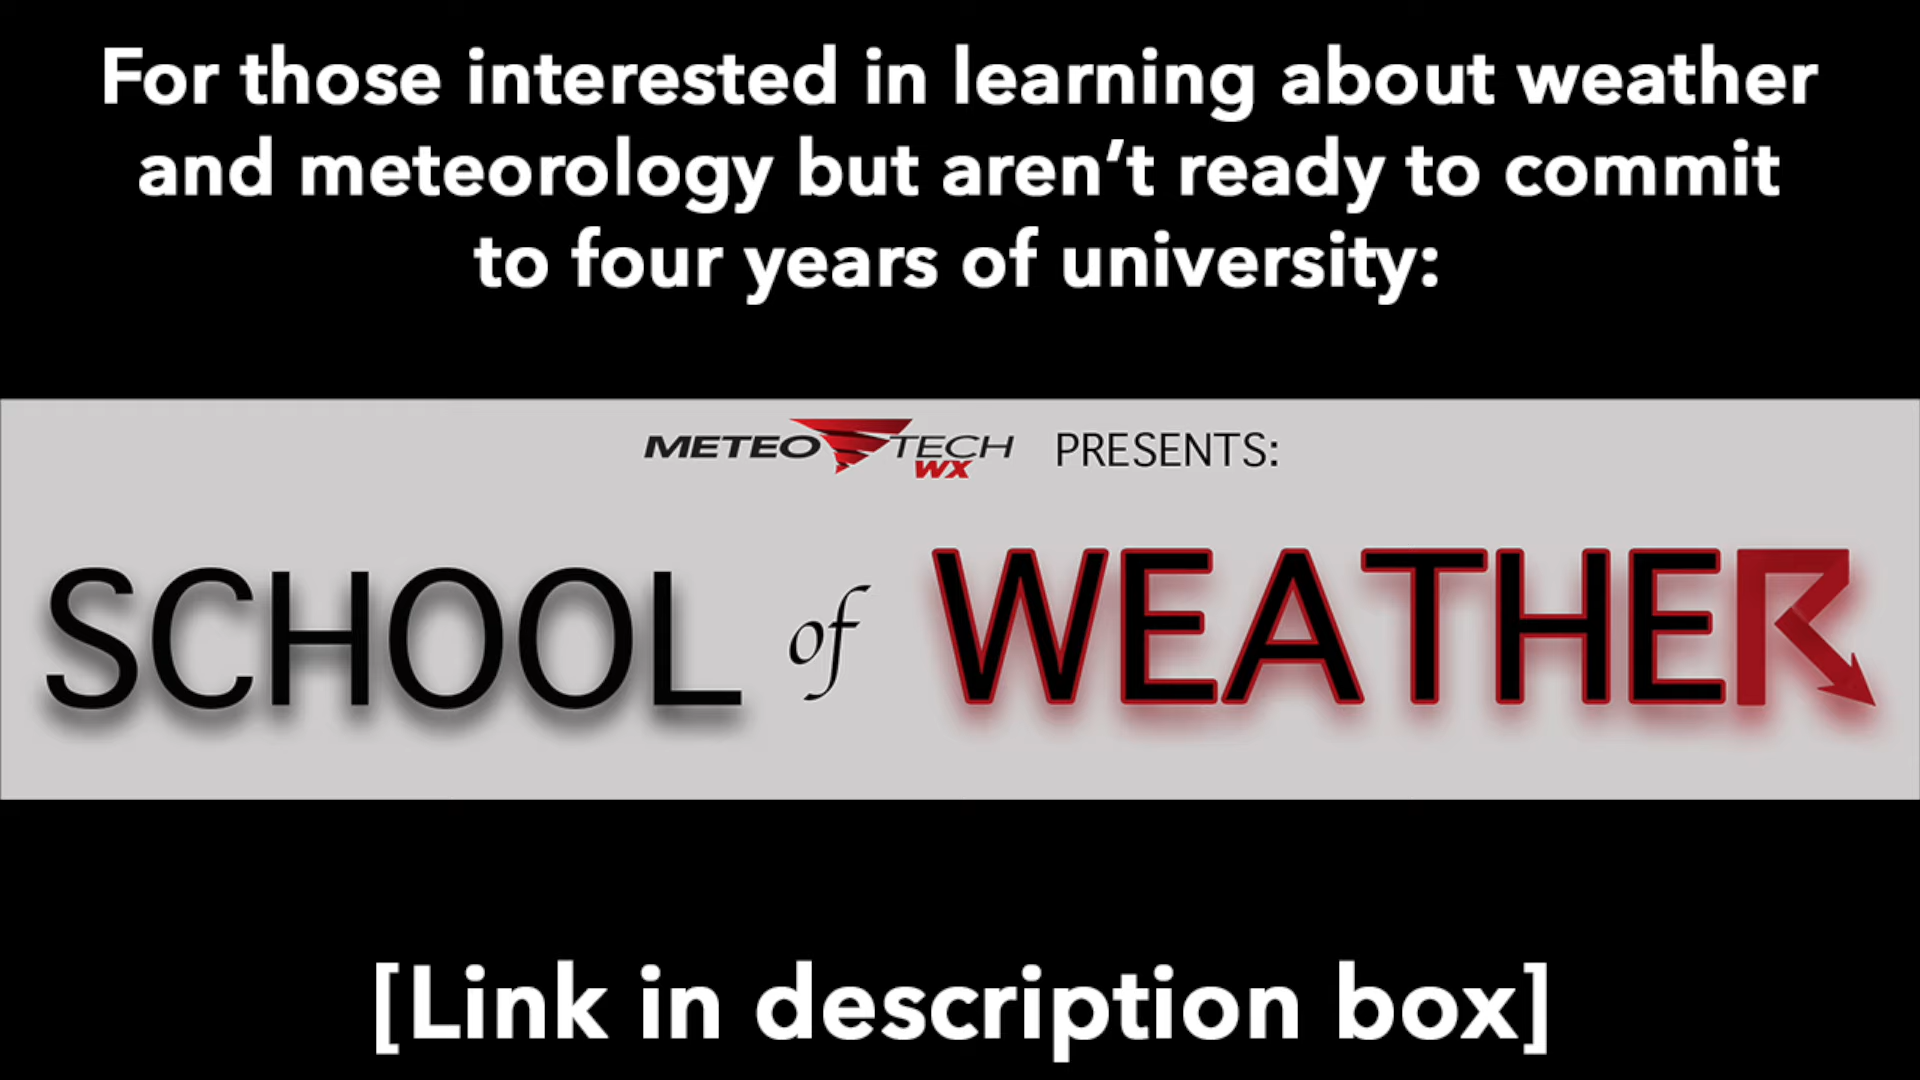 For those interested in learning about weather
and meteorology but aren’t ready to commit
to four years of university:
METEO TECH PRESENTS:
WX
SCHOOL of WEATHER
[Link in description box]